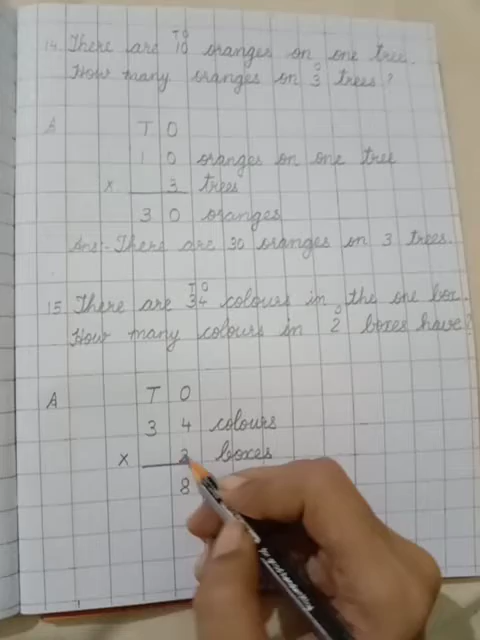 T O
14. There are 10 oranges on one tree.
O
How many oranges on 3 trees?
A T O
1 0 oranges on one tree
x 3 trees
3 0 oranges
Ans:- There are 30 oranges on 3 trees.
T O
15 There are 34 colours in the one box.
O
How many colours in 2 boxes have?
A T O
3 4 colours
x 2 boxes
8